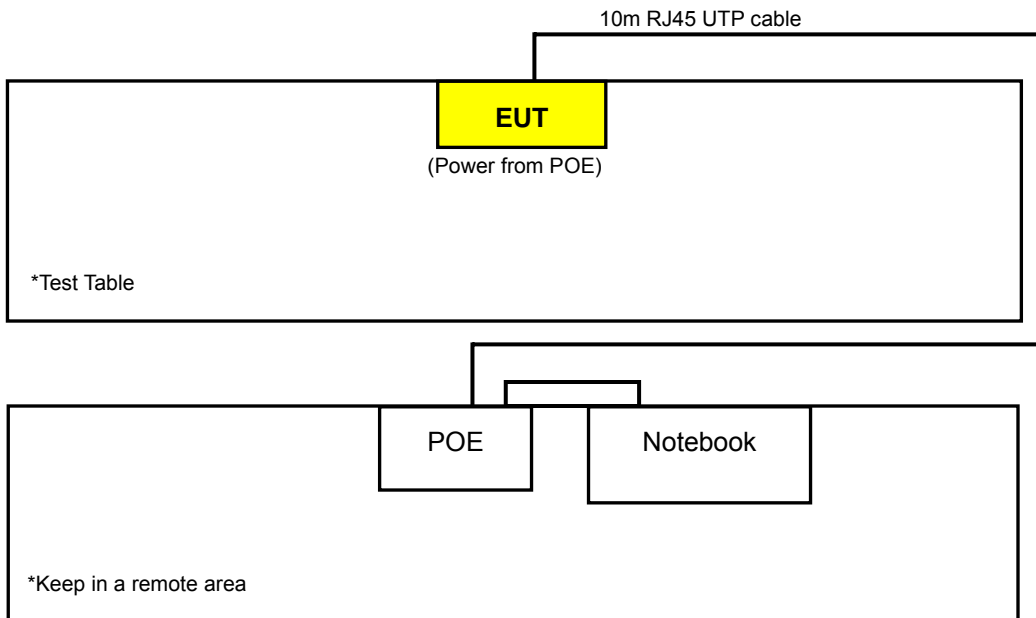 10m RJ45 UTP cable
EUT
(Power from POE)
*Test Table
POE
Notebook
*Keep in a remote area